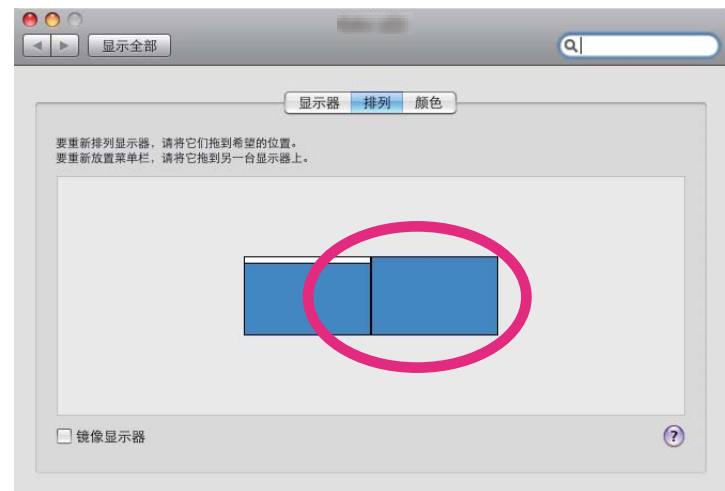 显示全部
显示器 排列 颜色
要重新排列显示器，请将它们拖到希望的位置。
要重新放置菜单栏，请将它拖到另一台显示器上。
镜像显示器
?